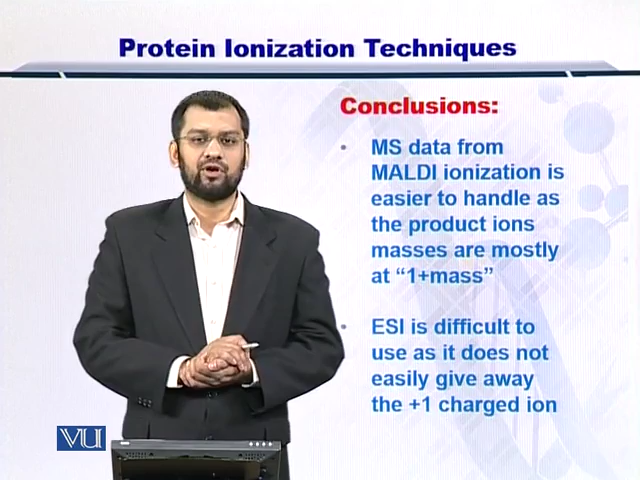 Protein Ionization Techniques
Conclusions:
• MS data from
MALDI ionization is
easier to handle as
the product ions
masses are mostly
at “1+mass”
• ESI is difficult to
use as it does not
easily give away
the +1 charged ion
VU